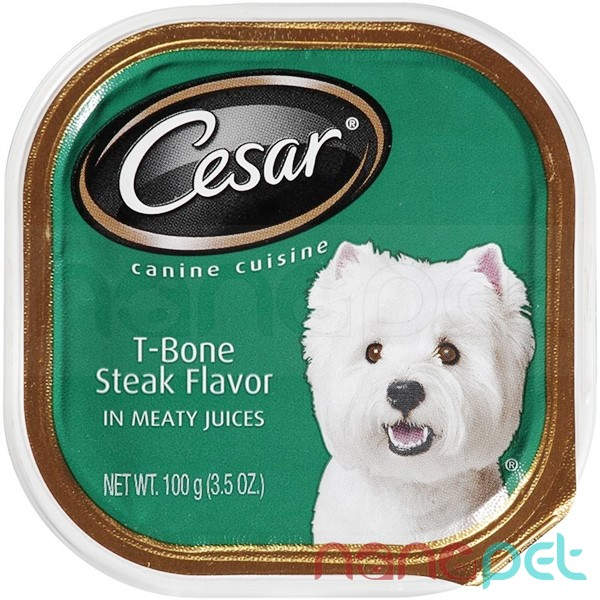 Cesar®
canine cuisine
T-Bone
Steak Flavor
IN MEATY JUICES
NET WT. 100 g (3.5 OZ.)
®
nanopet